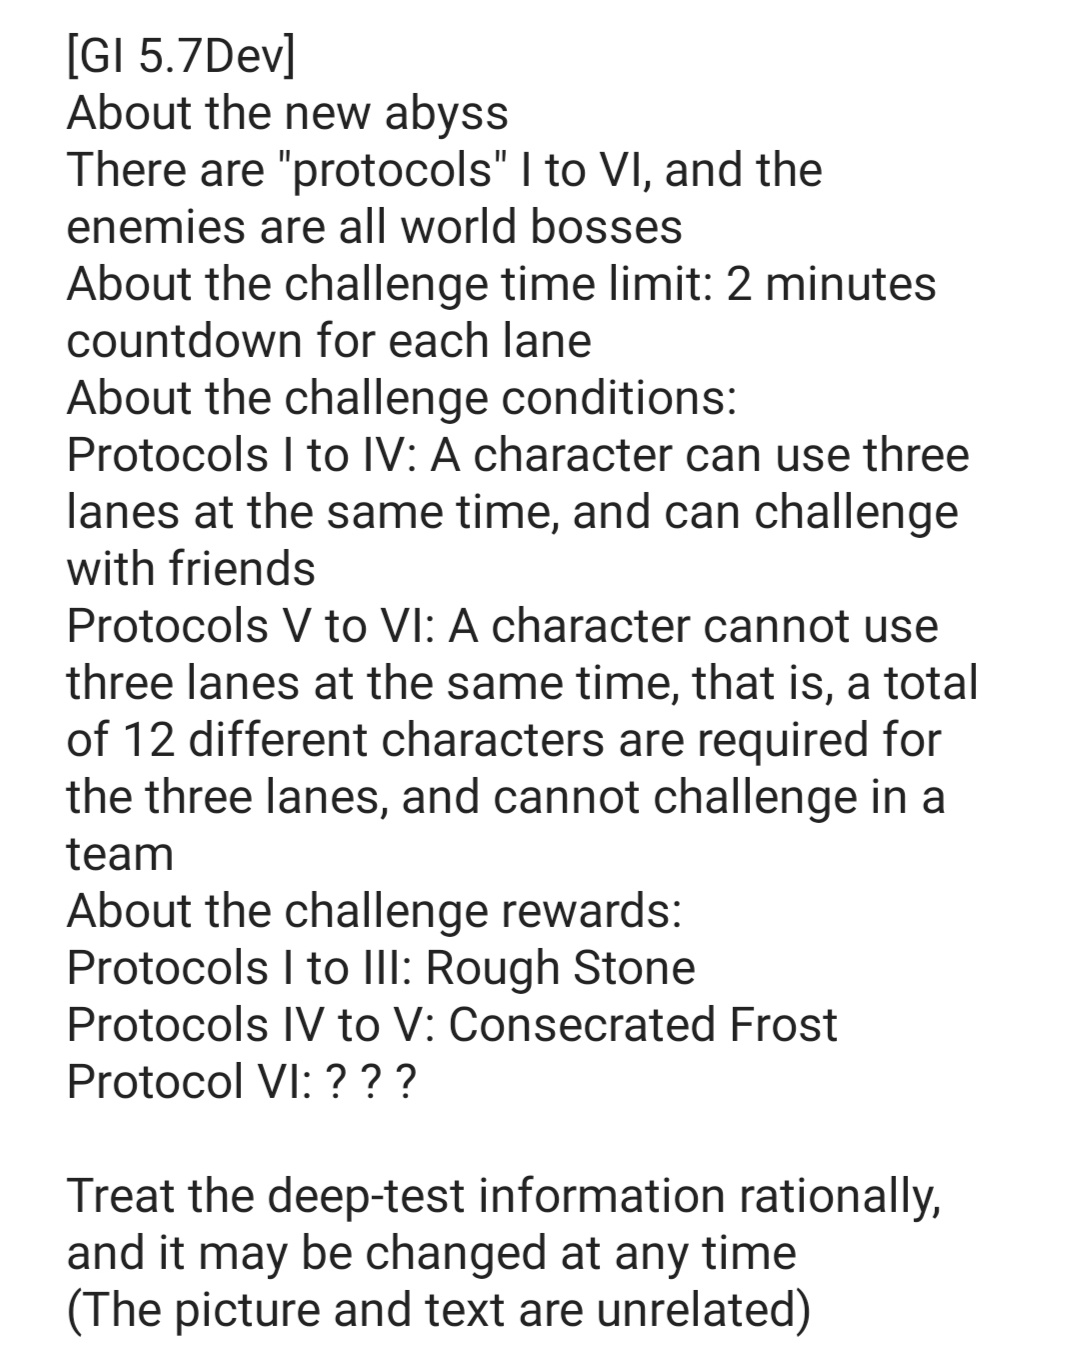 [GI 5.7Dev]
About the new abyss
There are "protocols" I to VI, and the
enemies are all world bosses
About the challenge time limit: 2 minutes
countdown for each lane
About the challenge conditions:
Protocols I to IV: A character can use three
lanes at the same time, and can challenge
with friends
Protocols V to VI: A character cannot use
three lanes at the same time, that is, a total
of 12 different characters are required for
the three lanes, and cannot challenge in a
team
About the challenge rewards:
Protocols I to III: Rough Stone
Protocols IV to V: Consecrated Frost
Protocol VI: ? ? ?
Treat the deep-test information rationally,
and it may be changed at any time
(The picture and text are unrelated)